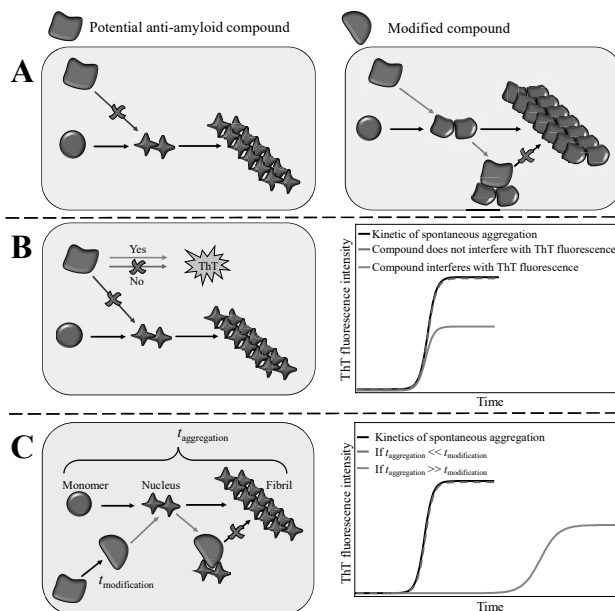 Potential anti-amyloid compound
Modified compound
A
B
Yes
No
ThT
ThT fluorescence intensity
Kinetic of spontaneous aggregation
Compound does not interfere with ThT fluorescence
Compound interferes with ThT fluorescence
Time
C
taggregation
Monomer
Nucleus
Fibril
tmodification
ThT fluorescence intensity
Kinetics of spontaneous aggregation
If taggregation << tmodification
If taggregation >> tmodification
Time